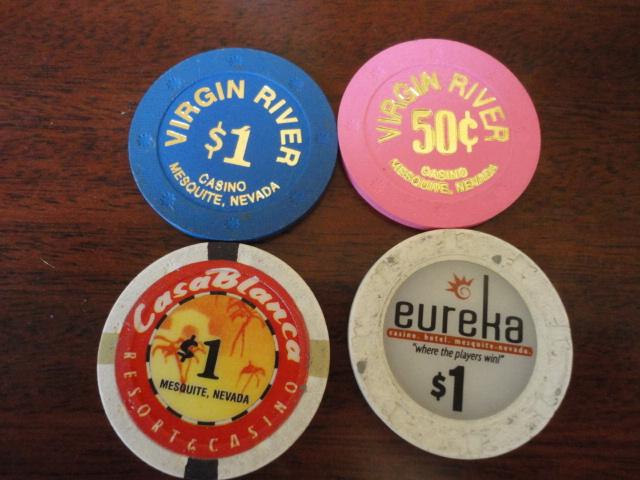 VIRGIN RIVER
$1
CASINO
MESQUITE, NEVADA
VIRGIN RIVER
50¢
CASINO
MESQUITE, NEVADA
CasaBlanca
$1
MESQUITE, NEVADA
RESORT & CASINO
eureka
casino. hotel. mesquite-nevada.
"where the players win!"
$1